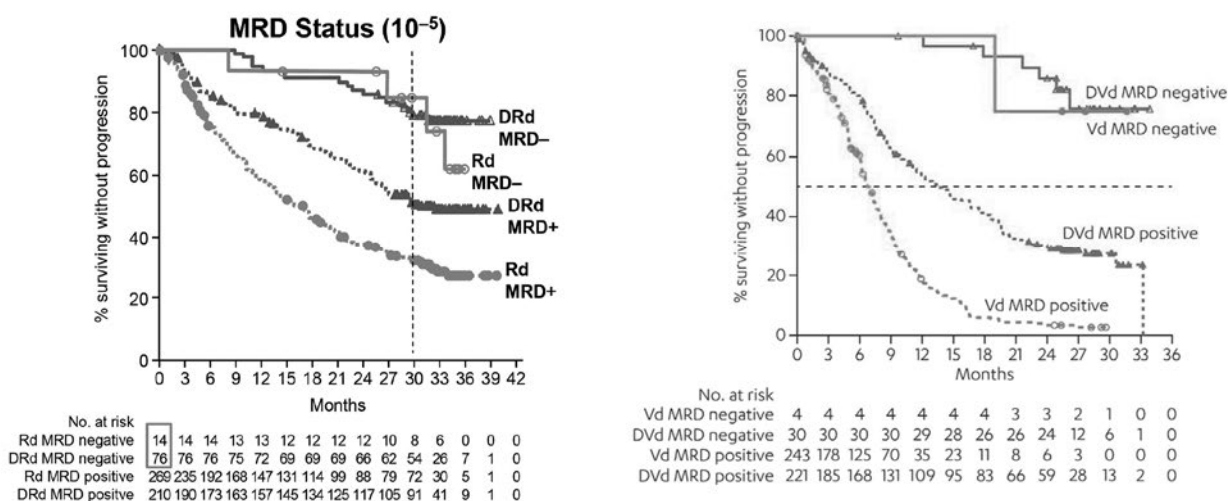 MRD Status (10⁻⁵)
% surviving without progression
100
80
60
40
20
0
DRd
MRD–
Rd
MRD–
DRd
MRD+
Rd
MRD+
0 3 6 9 12 15 18 21 24 27 30 33 36 39 42
Months
No. at risk
Rd MRD negative 14 14 14 13 13 12 12 12 12 10 8 6 0 0 0
DRd MRD negative 76 76 76 75 72 69 69 69 66 62 54 26 7 1 0
Rd MRD positive 269 235 192 168 147 131 114 99 88 79 72 30 5 1 0
DRd MRD positve 210 190 173 163 157 145 134 125 117 105 91 41 9 1 0
% surviving without progression
100
80
60
50
40
20
0
DVd MRD negative
Vd MRD negative
DVd MRD positive
Vd MRD positive
0 3 6 9 12 15 18 21 24 27 30 33 36
Months
No. at risk
Vd MRD negative 4 4 4 4 4 4 4 3 3 2 1 0 0
DVd MRD negative 30 30 30 30 29 28 26 26 24 12 6 1 0
Vd MRD positive 243 178 125 70 35 23 11 8 6 3 0 0 0
DVd MRD positive 221 185 168 131 109 95 83 66 59 28 13 2 0